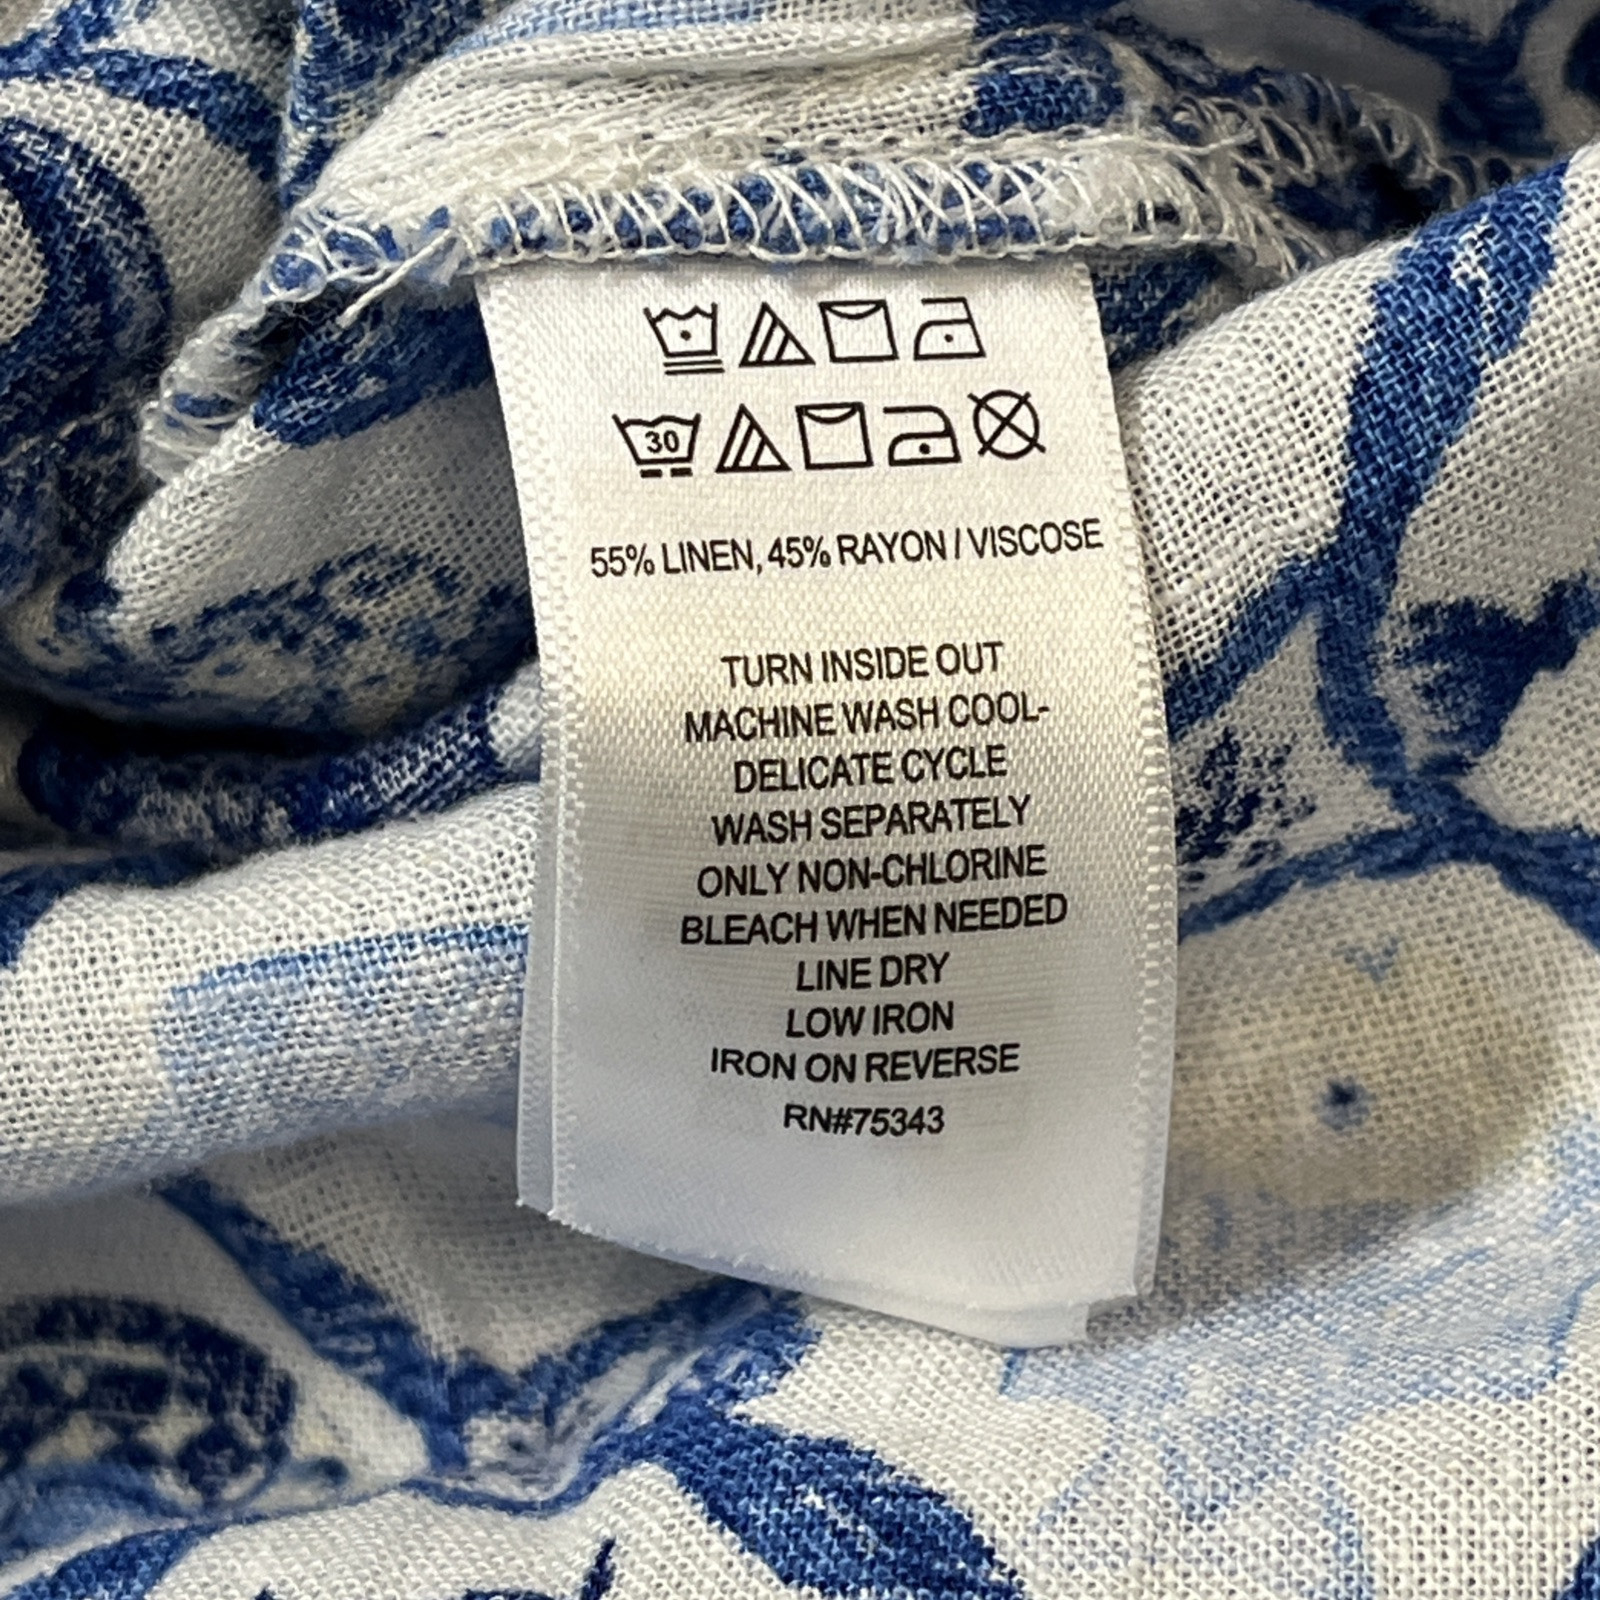 30
55% LINEN, 45% RAYON / VISCOSE
TURN INSIDE OUT
MACHINE WASH COOL-
DELICATE CYCLE
WASH SEPARATELY
ONLY NON-CHLORINE
BLEACH WHEN NEEDED
LINE DRY
LOW IRON
IRON ON REVERSE
RN#75343